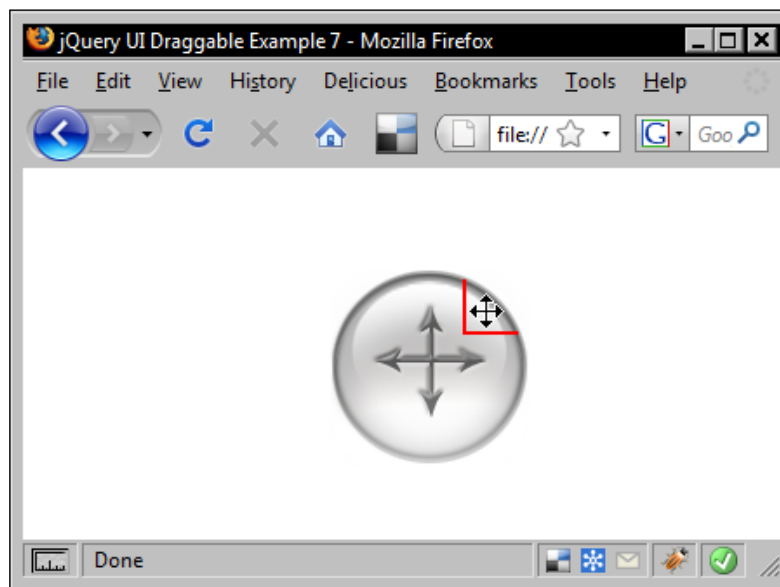 jQuery UI Draggable Example 7 - Mozilla Firefox
File Edit View History Delicious Bookmarks Tools Help
file:// G Goo
Done